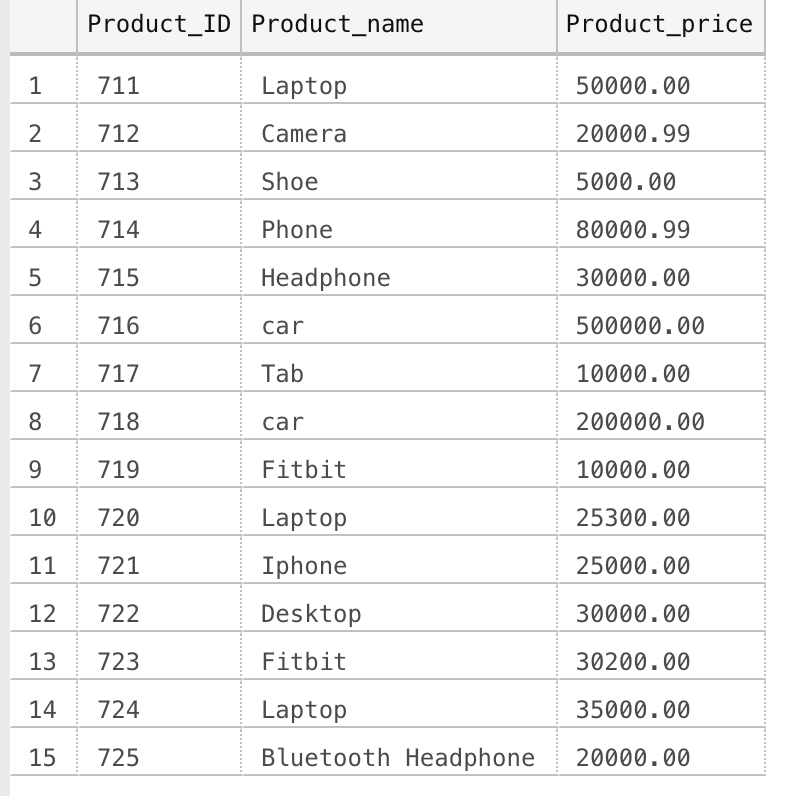 Product_ID Product_name Product_price
1 711 Laptop 50000.00
2 712 Camera 20000.99
3 713 Shoe 5000.00
4 714 Phone 80000.99
5 715 Headphone 30000.00
6 716 car 500000.00
7 717 Tab 10000.00
8 718 car 200000.00
9 719 Fitbit 10000.00
10 720 Laptop 25300.00
11 721 Iphone 25000.00
12 722 Desktop 30000.00
13 723 Fitbit 30200.00
14 724 Laptop 35000.00
15 725 Bluetooth Headphone 20000.00